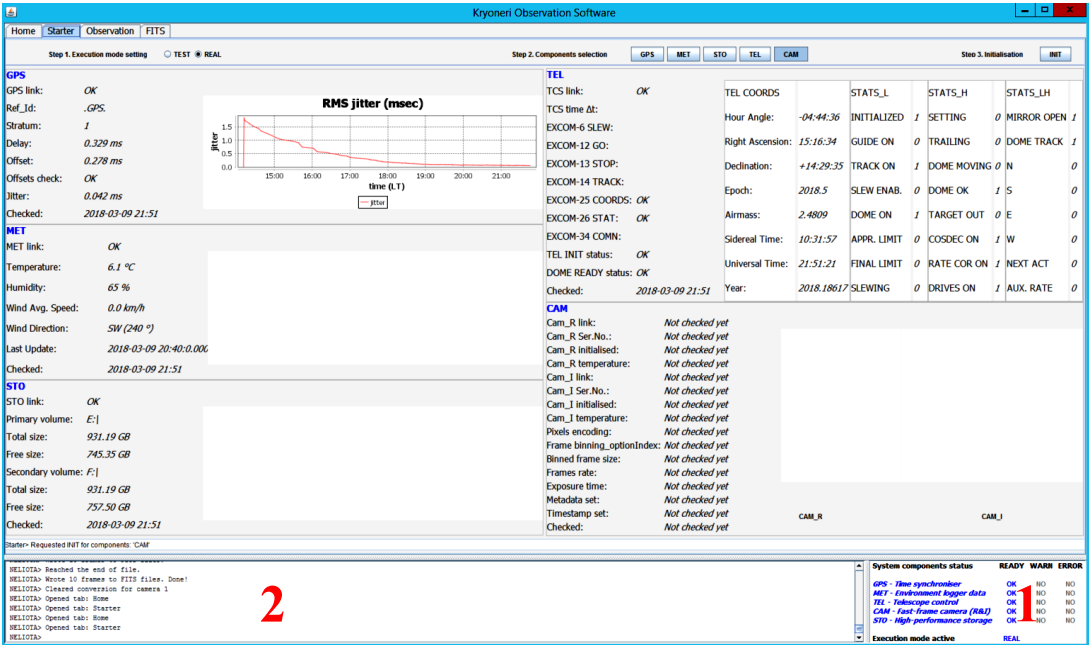 Kryoneri Observation Software
Home Starter Observation FITS
Step 1. Execution mode setting TEST REAL Step 2. Components selection GPS MET STO TEL CAM Step 3. Initialisation INIT
GPS
GPS link: OK
Ref_Id: .GPS.
Stratum: 1
Delay: 0.329 ms
Offset: 0.278 ms
Offsets check: OK
Jitter: 0.042 ms
Checked: 2018-03-09 21:51
RMS jitter (msec)
jitter
1.5
1.0
0.5
0.0
15:00 16:00 17:00 18:00 19:00 20:00 21:00
time (LT)
jitter
MET
MET link: OK
Temperature: 6.1 °C
Humidity: 65 %
Wind Avg. Speed: 0.0 km/h
Wind Direction: SW (240 º)
Last Update: 2018-03-09 20:40:0.000
Checked: 2018-03-09 21:51
STO
STO link: OK
Primary volume: E:\
Total size: 931.19 GB
Free size: 745.35 GB
Secondary volume: F:\
Total size: 931.19 GB
Free size: 757.50 GB
Checked: 2018-03-09 21:51
TEL
TCS link: OK
TCS time Δt:
EXCOM-6 SLEW:
EXCOM-12 GO:
EXCOM-13 STOP:
EXCOM-14 TRACK:
EXCOM-25 COORDS: OK
EXCOM-26 STAT: OK
EXCOM-34 COMN:
TEL INIT status: OK
DOME READY status: OK
Checked: 2018-03-09 21:51
TEL COORDS STATS_L STATS_H STATS_LH
Hour Angle: -04:44:36 INITIALIZED 1 SETTING 0 MIRROR OPEN 1
Right Ascension: 15:16:34 GUIDE ON 0 TRAILING 0 DOME TRACK 1
Declination: +14:29:35 TRACK ON 1 DOME MOVING 0 N 0
Epoch: 2018.5 SLEW ENAB. 0 DOME OK 1 S 0
Airmass: 2.4809 DOME ON 1 TARGET OUT 0 E 0
Sidereal Time: 10:31:57 APPR. LIMIT 0 COSDEC ON 1 W 0
Universal Time: 21:51:21 FINAL LIMIT 0 RATE COR ON 1 NEXT ACT 0
Year: 2018.18617 SLEWING 0 DRIVES ON 1 AUX. RATE 0
CAM
Cam_R link: Not checked yet
Cam_R Ser.No.: Not checked yet
Cam_R initialised: Not checked yet
Cam_R temperature: Not checked yet
Cam_I link: Not checked yet
Cam_I Ser.No.: Not checked yet
Cam_I initialised: Not checked yet
Cam_I temperature: Not checked yet
Pixels encoding: Not checked yet
Frame binning_optionIndex: Not checked yet
Binned frame size: Not checked yet
Frames rate: Not checked yet
Exposure time: Not checked yet
Metadata set: Not checked yet
Timestamp set: Not checked yet
Checked: Not checked yet
CAM_R CAM_I
Starter> Requested INIT for components: 'CAM'
NELIOTA> Reached the end of file.
NELIOTA> Wrote 10 frames to FITS files. Done!
NELIOTA> Cleared conversion for camera 1
NELIOTA> Opened tab: Home
NELIOTA> Opened tab: Starter
NELIOTA> Opened tab: Home
NELIOTA> Opened tab: Starter
NELIOTA>
2
System components status READY WARN ERROR
GPS - Time synchroniser OK NO NO
MET - Environment logger data OK NO NO
TEL - Telescope control OK NO NO
CAM - Fast-frame camera (R&I) OK NO NO
STO - High-performance storage OK NO NO
Execution mode active REAL
1